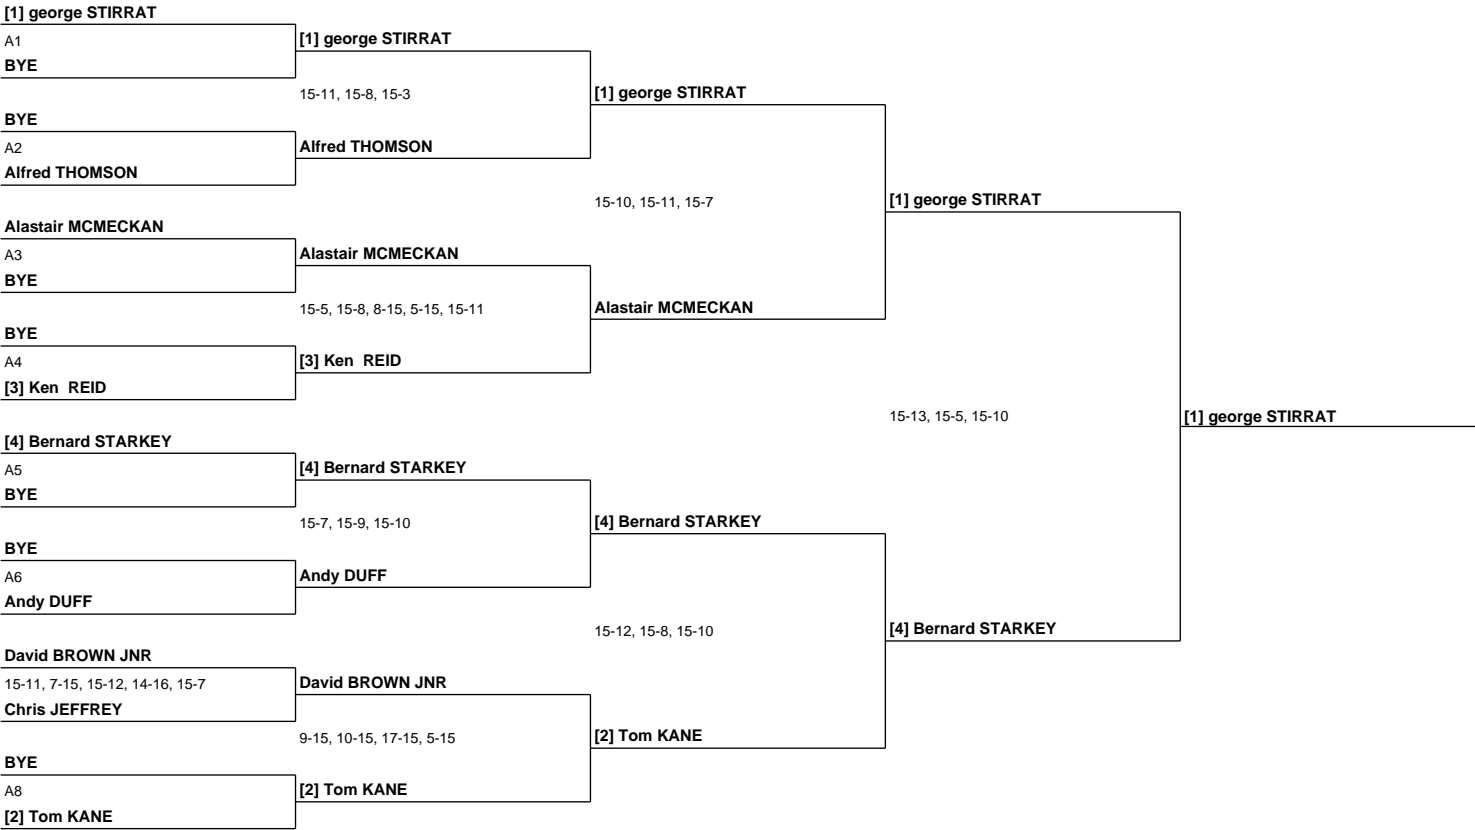 [1] george STIRRAT
A1
BYE
BYE
A2
Alfred THOMSON
Alastair MCMECKAN
A3
BYE
BYE
A4
[3] Ken  REID
[4] Bernard STARKEY
A5
BYE
BYE
A6
Andy DUFF
David BROWN JNR
15-11, 7-15, 15-12, 14-16, 15-7
Chris JEFFREY
BYE
A8
[2] Tom KANE
[1] george STIRRAT
15-11, 15-8, 15-3
Alfred THOMSON
Alastair MCMECKAN
15-5, 15-8, 8-15, 5-15, 15-11
[3] Ken  REID
[4] Bernard STARKEY
15-7, 15-9, 15-10
Andy DUFF
David BROWN JNR
9-15, 10-15, 17-15, 5-15
[2] Tom KANE
[1] george STIRRAT
15-10, 15-11, 15-7
Alastair MCMECKAN
[4] Bernard STARKEY
15-12, 15-8, 15-10
[2] Tom KANE
[1] george STIRRAT
15-13, 15-5, 15-10
[4] Bernard STARKEY
[1] george STIRRAT